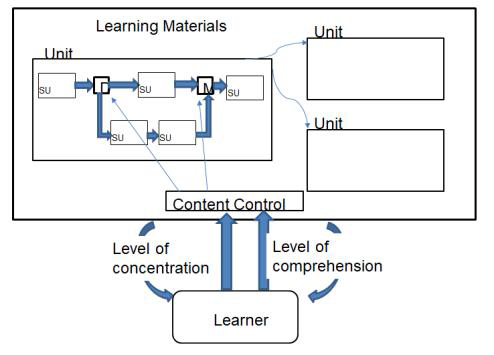 Learning Materials
Unit
Unit
SU
SU
M
SU
SU
SU
Unit
Content Control
Level of
concentration
Level of
comprehension
Learner